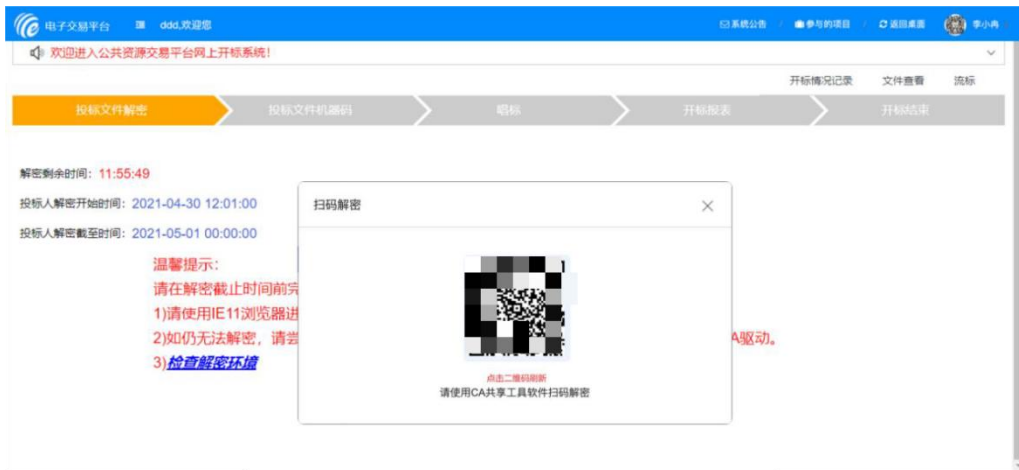 电子交易平台 ddd,欢迎您 系统公告 / 参与的项目 / 返回桌面 李小冉
欢迎进入公共资源交易平台网上开标系统!
开标情况记录 文件查看 流标
投标文件解密 投标文件机器码 唱标 开标报表 开标结束
解密剩余时间: 11:55:49
投标人解密开始时间: 2021-04-30 12:01:00
投标人解密截至时间: 2021-05-01 00:00:00
温馨提示:
请在解密截止时间前完
1)请使用IE11浏览器进
2)如仍无法解密, 请尝 A驱动。
3)检查解密环境
扫码解密
点击二维码刷新
请使用CA共享工具软件扫码解密